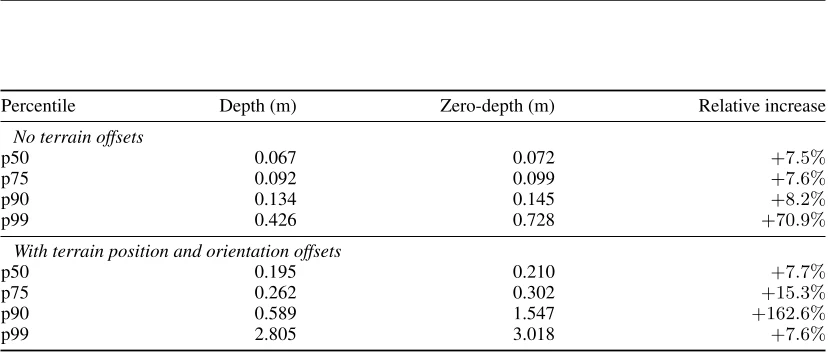 Percentile Depth (m) Zero-depth (m) Relative increase
No terrain offsets
p50 0.067 0.072 +7.5%
p75 0.092 0.099 +7.6%
p90 0.134 0.145 +8.2%
p99 0.426 0.728 +70.9%
With terrain position and orientation offsets
p50 0.195 0.210 +7.7%
p75 0.262 0.302 +15.3%
p90 0.589 1.547 +162.6%
p99 2.805 3.018 +7.6%